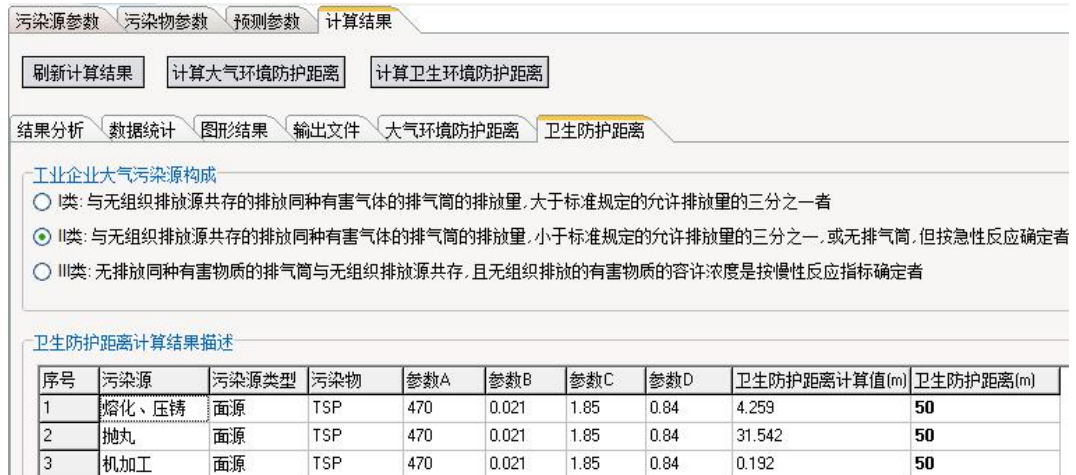 污染源参数 污染物参数 预测参数 计算结果
刷新计算结果 计算大气环境防护距离 计算卫生环境防护距离
结果分析 数据统计 图形结果 输出文件 大气环境防护距离 卫生防护距离
工业企业大气污染源构成
I类: 与无组织排放源共存的排放同种有害气体的排气筒的排放量,大于标准规定的允许排放量的三分之一者
II类: 与无组织排放源共存的排放同种有害气体的排气筒的排放量,小于标准规定的允许排放量的三分之一,或无排气筒,但按急性反应确定者
III类: 无排放同种有害物质的排气筒与无组织排放源共存,且无组织排放的有害物质的容许浓度是按慢性反应指标确定者
卫生防护距离计算结果描述
序号 污染源 污染源类型 污染物 参数A 参数B 参数C 参数D 卫生防护距离计算值(m) 卫生防护距离(m)
1 熔化、压铸 面源 TSP 470 0.021 1.85 0.84 4.259 50
2 抛丸 面源 TSP 470 0.021 1.85 0.84 31.542 50
3 机加工 面源 TSP 470 0.021 1.85 0.84 0.192 50